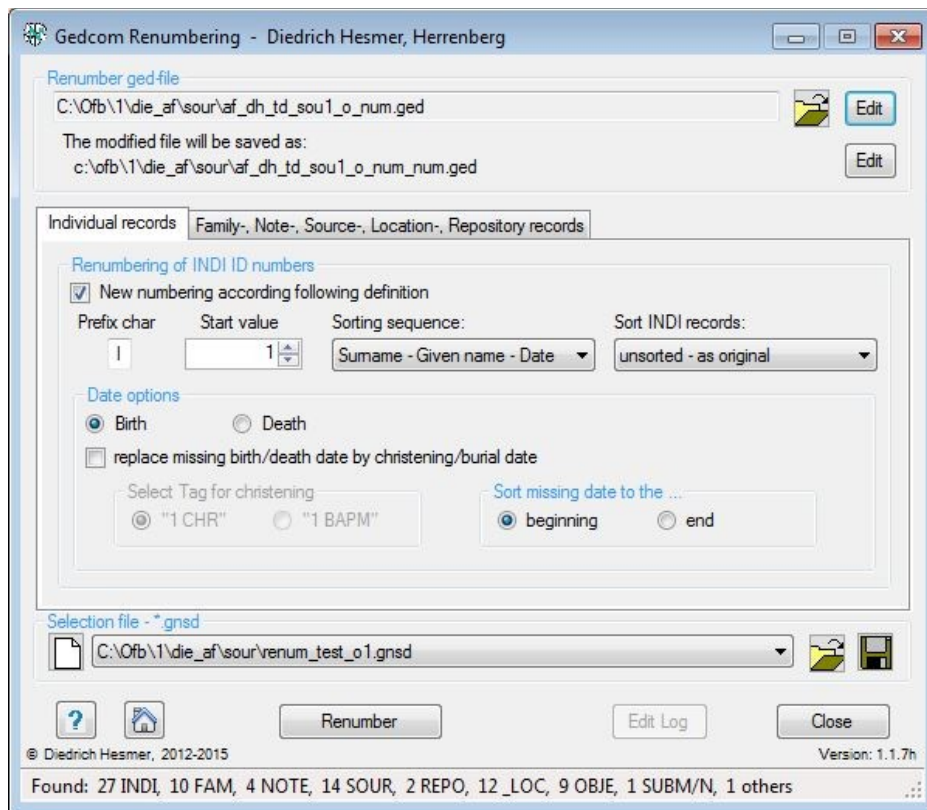 Gedcom Renumbering - Diedrich Hesmer, Herrenberg
Renumber ged-file
C:\Ofb\1\die_af\sour\af_dh_td_sou1_o_num.ged
Edit
The modified file will be saved as:
c:\ofb\1\die_af\sour\af_dh_td_sou1_o_num_num.ged
Edit
Individual records Family-, Note-, Source-, Location-, Repository records
Renumbering of INDI ID numbers
New numbering according following definition
Prefix char Start value Sorting sequence: Sort INDI records:
I 1 Surname - Given name - Date unsorted - as original
Date options
Birth Death
replace missing birth/death date by christening/burial date
Select Tag for christening Sort missing date to the ...
"1 CHR" "1 BAPM" beginning end
Selection file - *.gnsd
C:\Ofb\1\die_af\sour\renum_test_o1.gnsd
? Renumber Edit Log Close
© Diedrich Hesmer, 2012-2015 Version: 1.1.7h
Found: 27 INDI, 10 FAM, 4 NOTE, 14 SOUR, 2 REPO, 12 _LOC, 9 OBJE, 1 SUBM/N, 1 others